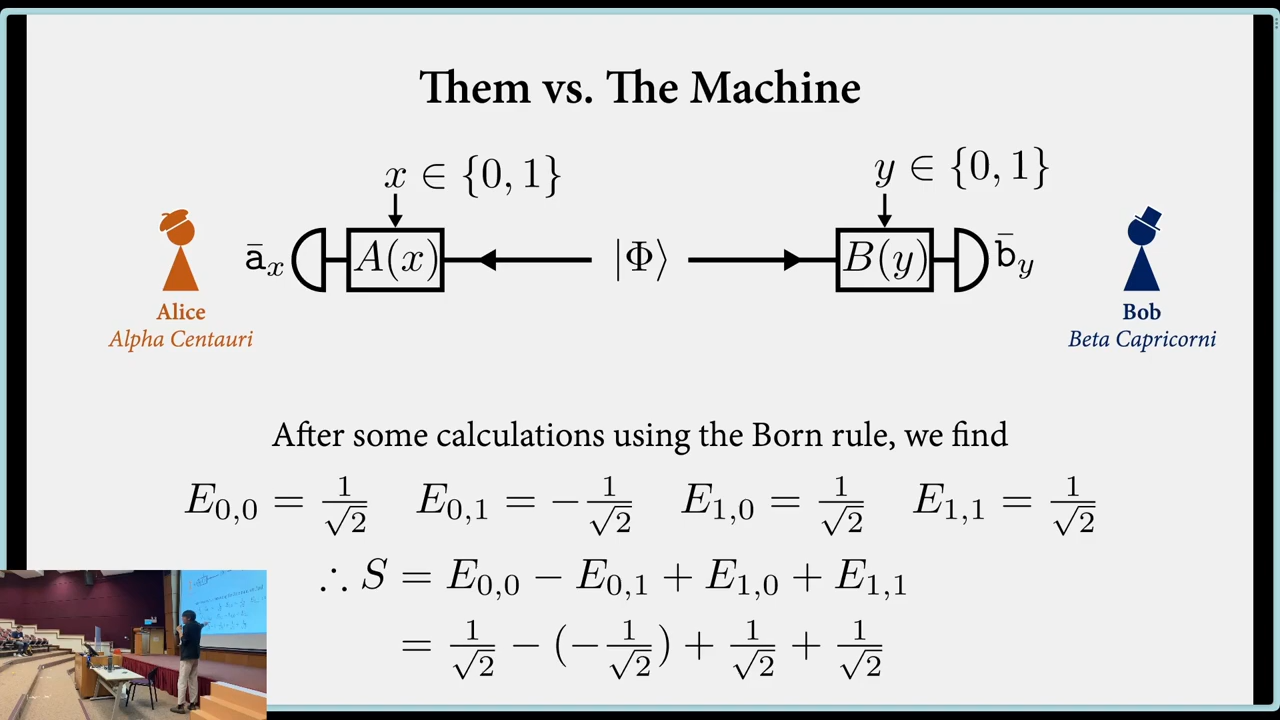 Them vs. The Machine
x ∈ {0, 1}
y ∈ {0, 1}
āₓ A(x) |Φ⟩ B(y) b̄_y
Alice
Alpha Centauri
Bob
Beta Capricorni
After some calculations using the Born rule, we find
E_{0,0} = 1/√2 E_{0,1} = −1/√2 E_{1,0} = 1/√2 E_{1,1} = 1/√2
∴ S = E_{0,0} − E_{0,1} + E_{1,0} + E_{1,1}
= 1/√2 − (−1/√2) + 1/√2 + 1/√2